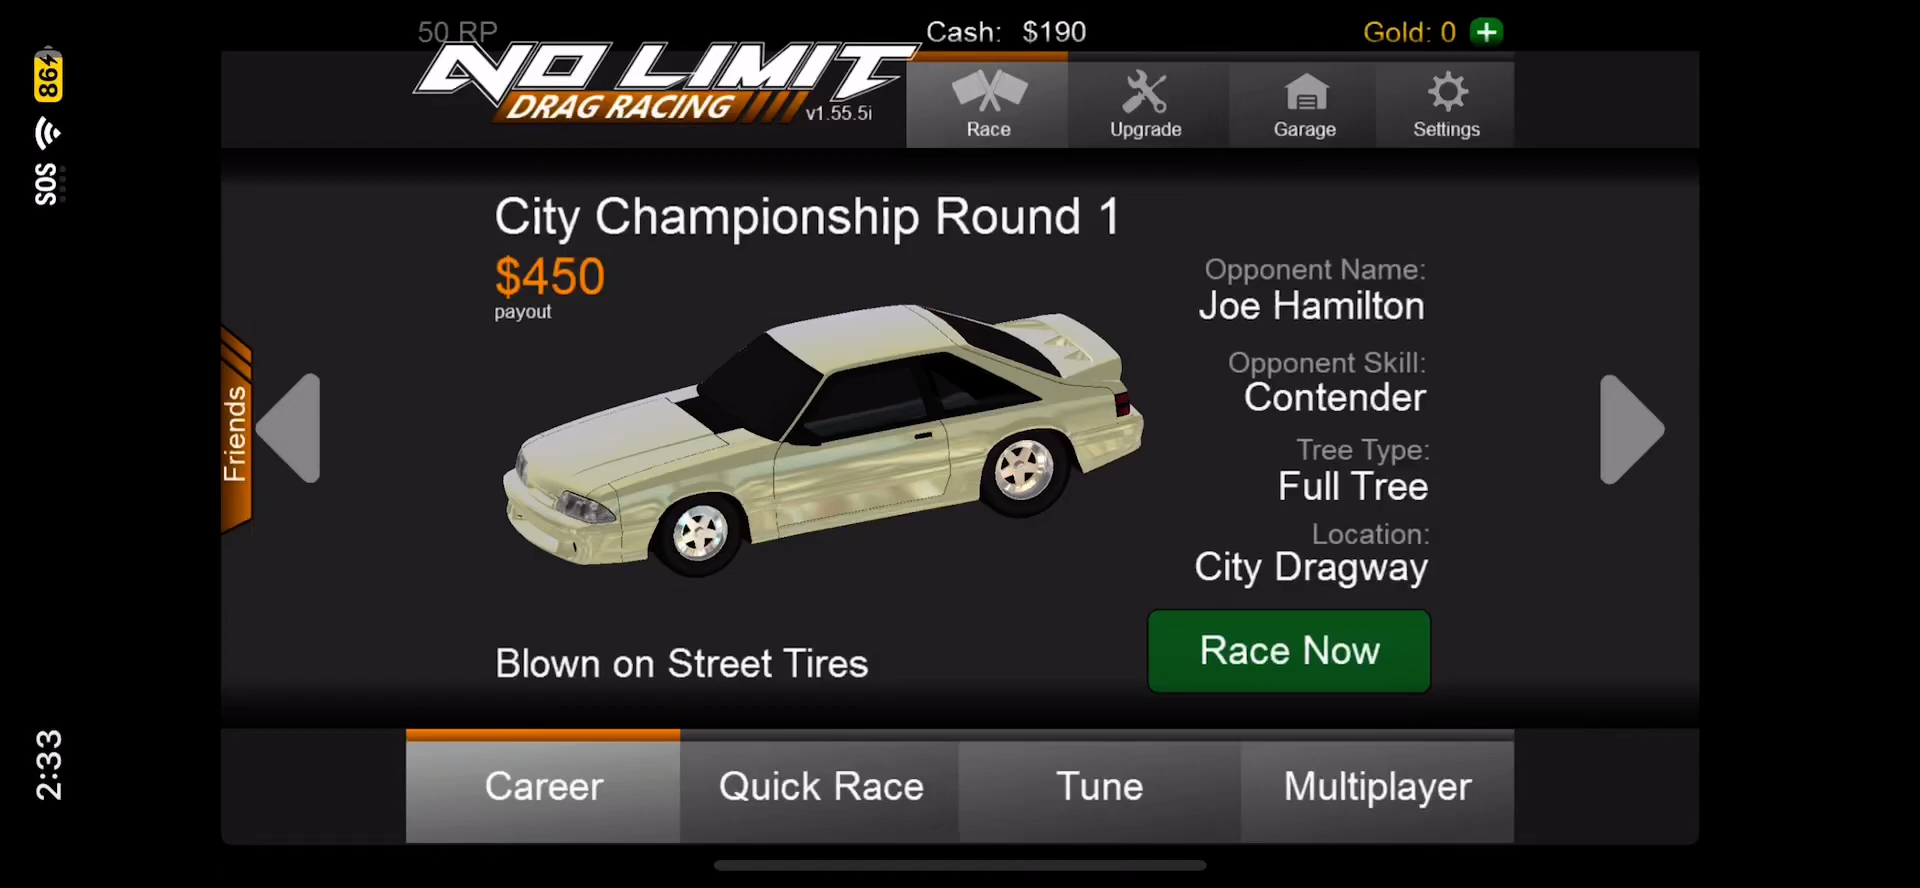 50 RP
Cash: $190
Gold: 0
NO LIMIT
DRAG RACING
v1.55.5i
Race
Upgrade
Garage
Settings
98
SOS
2:33
Friends
City Championship Round 1
$450
payout
Opponent Name:
Joe Hamilton
Opponent Skill:
Contender
Tree Type:
Full Tree
Location:
City Dragway
Blown on Street Tires
Race Now
Career
Quick Race
Tune
Multiplayer